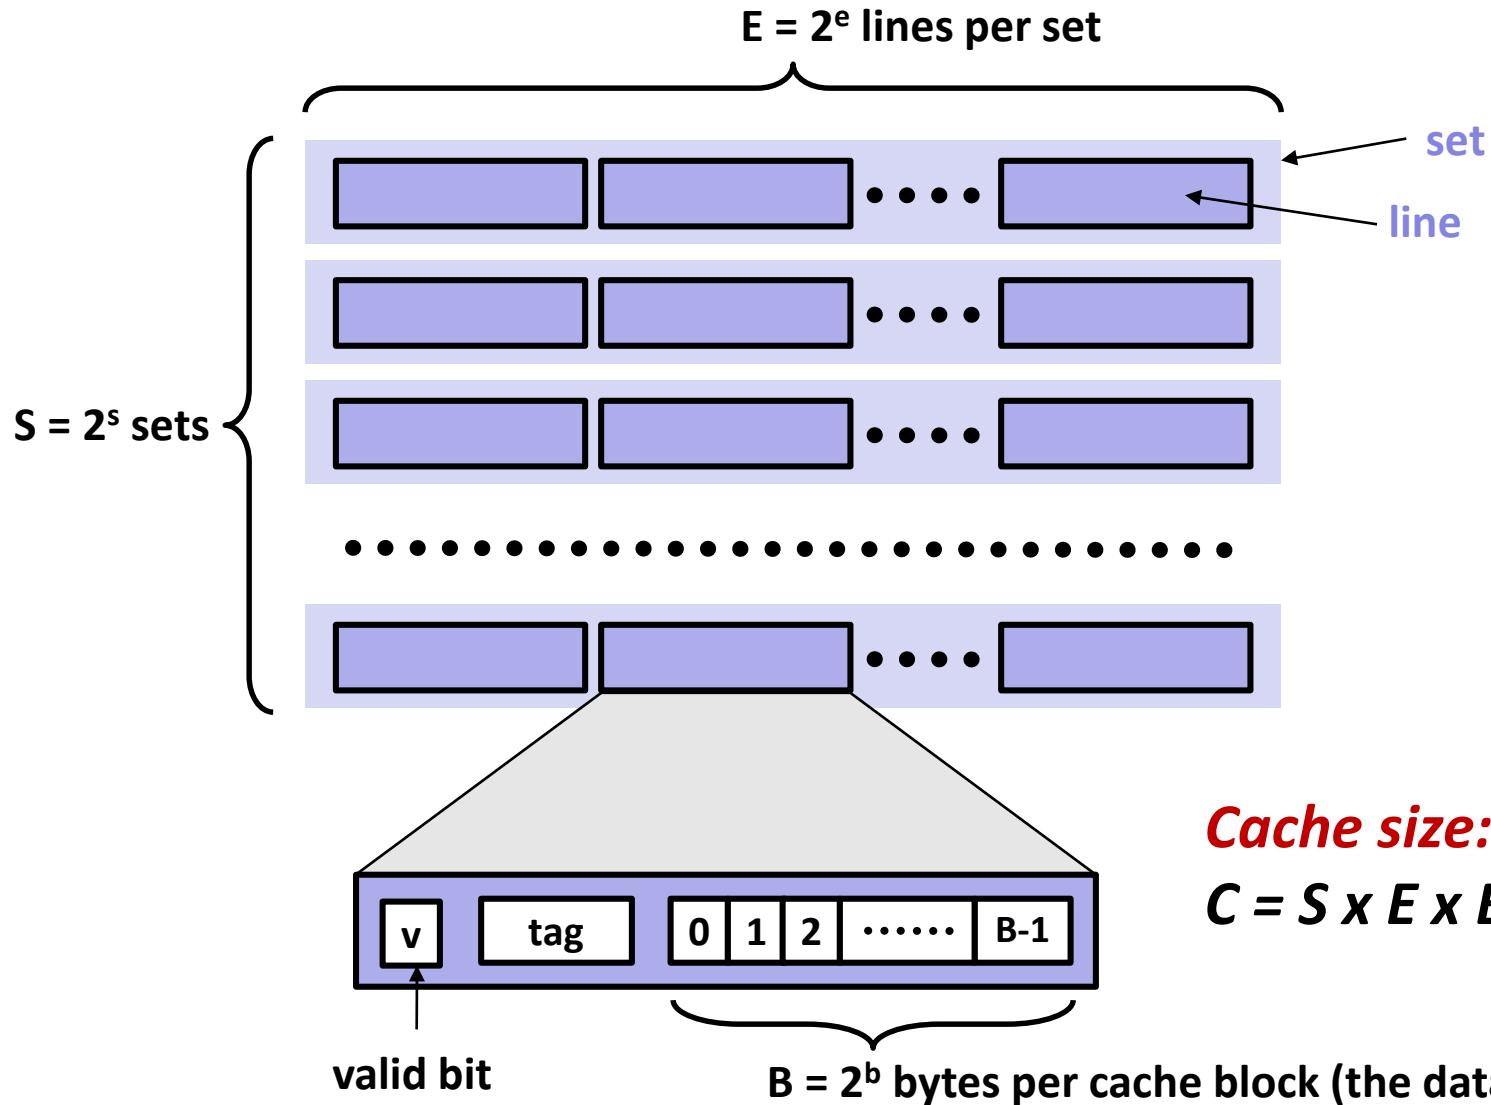 E = 2ᵉ lines per set
set
line
S = 2ˢ sets
Cache size:
C = S x E x B
v
tag
0 1 2 ······ B-1
valid bit
B = 2ᵇ bytes per cache block (the data